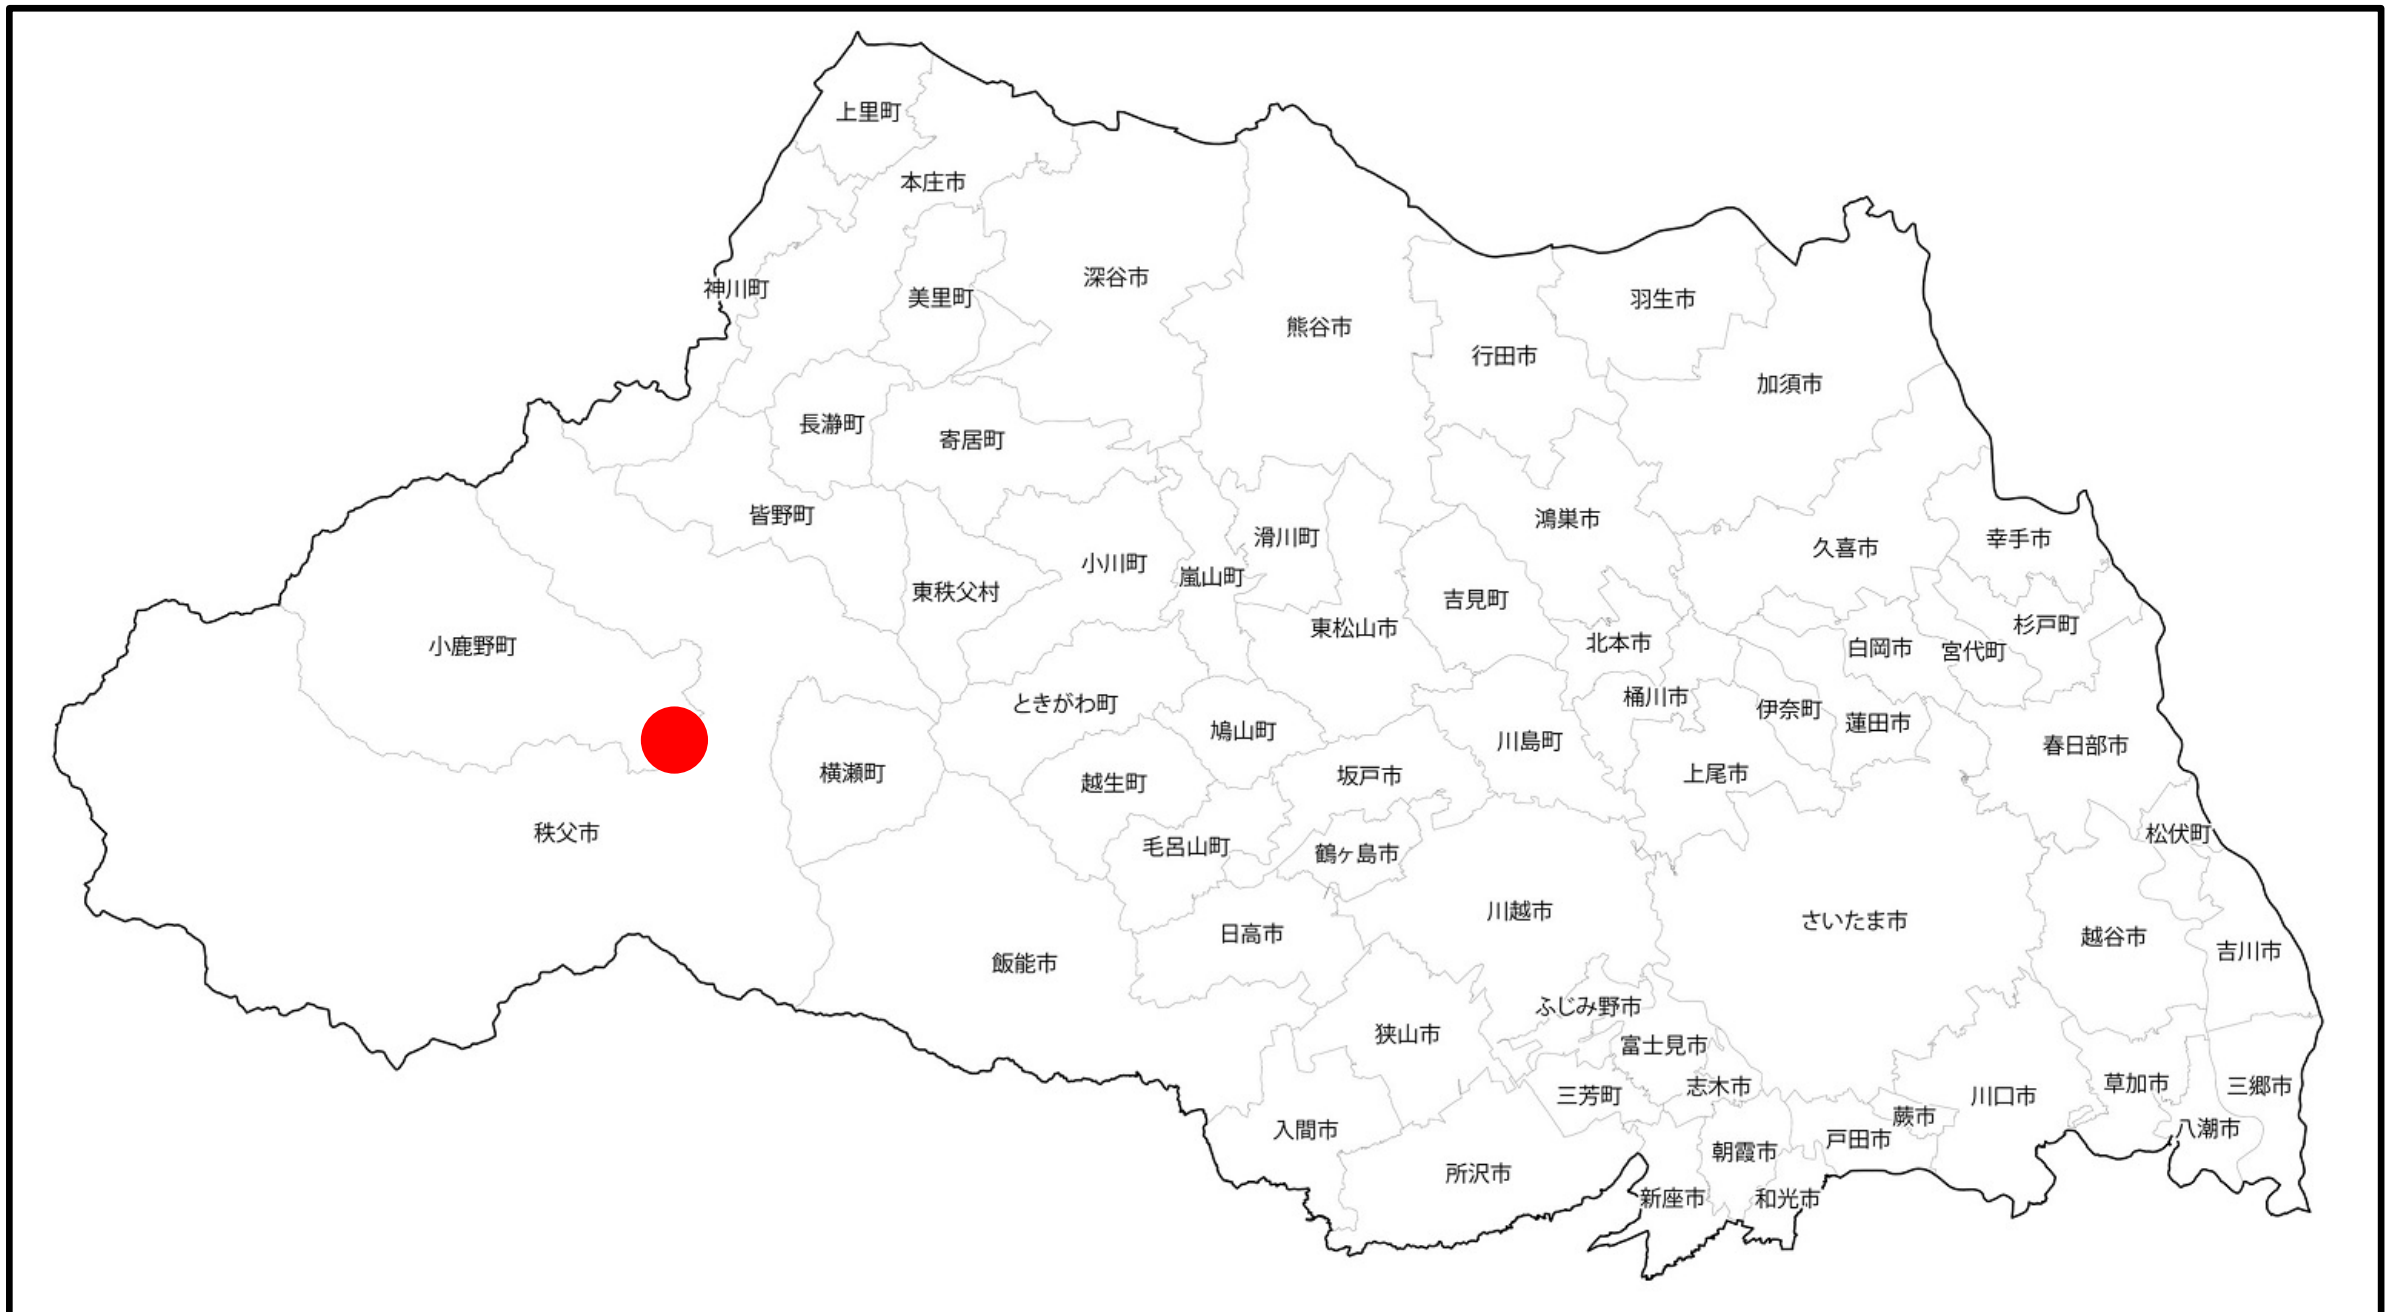 上里町
本庄市
神川町
美里町
深谷市
熊谷市
羽生市
行田市
加須市
長瀞町
寄居町
皆野町
鴻巣市
滑川町
幸手市
久喜市
小川町
嵐山町
東秩父村
吉見町
杉戸町
東松山市
北本市
小鹿野町
白岡市
宮代町
桶川市
ときがわ町
伊奈町
蓮田市
鳩山町
川島町
春日部市
横瀬町
上尾市
坂戸市
越生町
秩父市
松伏町
毛呂山町
鶴ヶ島市
川越市
さいたま市
日高市
越谷市
吉川市
飯能市
ふじみ野市
狭山市
富士見市
草加市
三郷市
志木市
三芳町
川口市
蕨市
入間市
八潮市
戸田市
朝霞市
所沢市
新座市
和光市